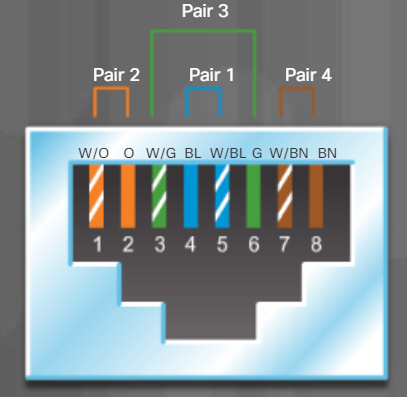 Pair 3
Pair 2 Pair 1 Pair 4
W/O O W/G BL W/BL G W/BN BN
1 2 3 4 5 6 7 8